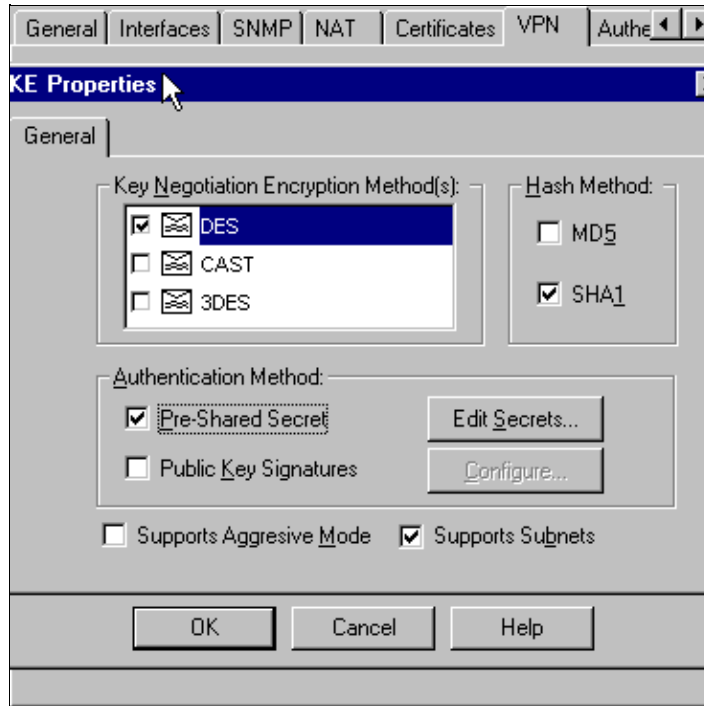 General Interfaces SNMP NAT Certificates VPN Authe
KE Properties
General
Key Negotiation Encryption Method(s): Hash Method:
DES
MD5
CAST
SHA1
3DES
Authentication Method:
Pre-Shared Secret Edit Secrets...
Public Key Signatures Configure...
Supports Aggresive Mode Supports Subnets
OK Cancel Help